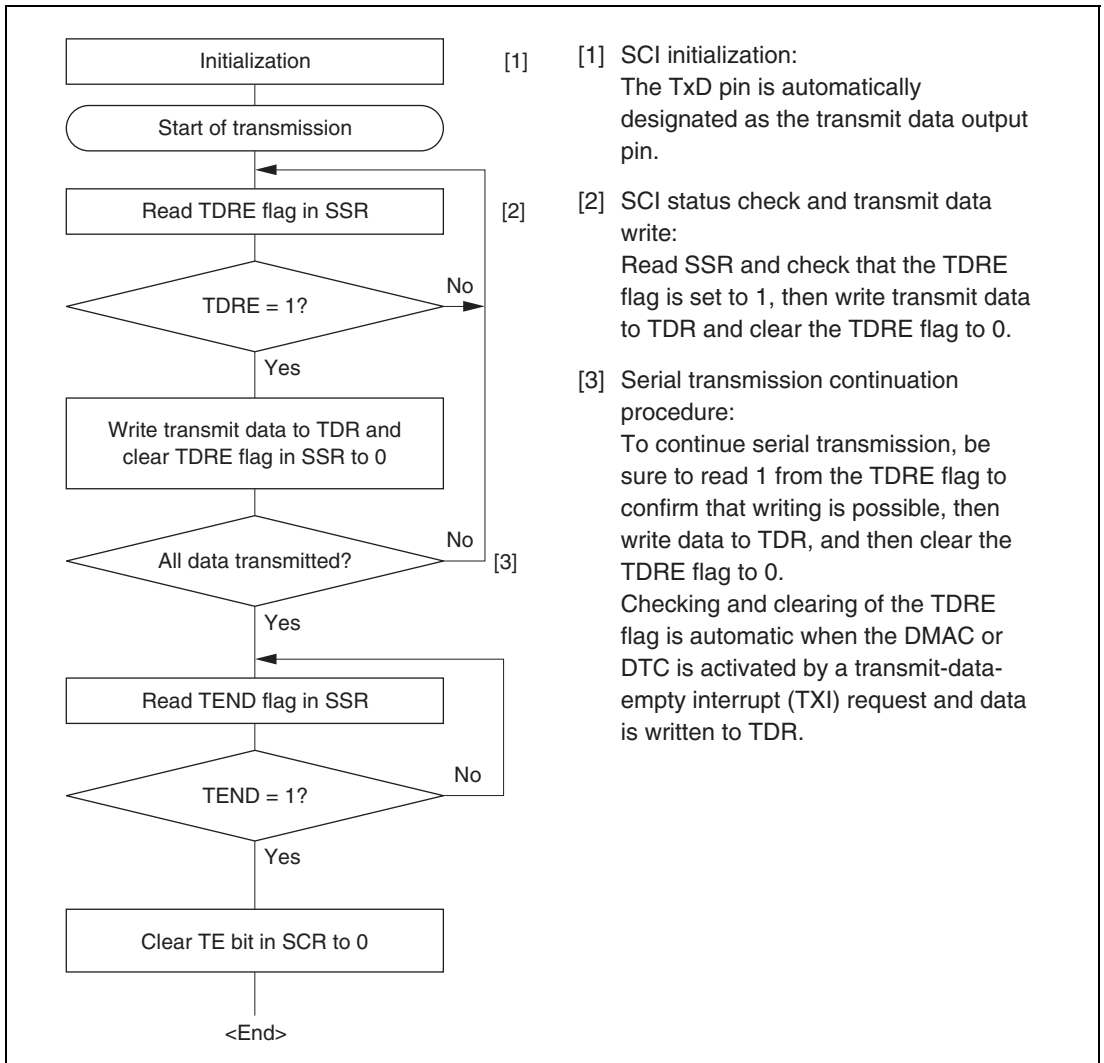 Initialization
[1]
Start of transmission
Read TDRE flag in SSR
[2]
TDRE = 1?
No
Yes
Write transmit data to TDR and
clear TDRE flag in SSR to 0
All data transmitted?
No
[3]
Yes
Read TEND flag in SSR
TEND = 1?
No
Yes
Clear TE bit in SCR to 0
<End>
[1] SCI initialization:
The TxD pin is automatically
designated as the transmit data output
pin.
[2] SCI status check and transmit data
write:
Read SSR and check that the TDRE
flag is set to 1, then write transmit data
to TDR and clear the TDRE flag to 0.
[3] Serial transmission continuation
procedure:
To continue serial transmission, be
sure to read 1 from the TDRE flag to
confirm that writing is possible, then
write data to TDR, and then clear the
TDRE flag to 0.
Checking and clearing of the TDRE
flag is automatic when the DMAC or
DTC is activated by a transmit-data-
empty interrupt (TXI) request and data
is written to TDR.